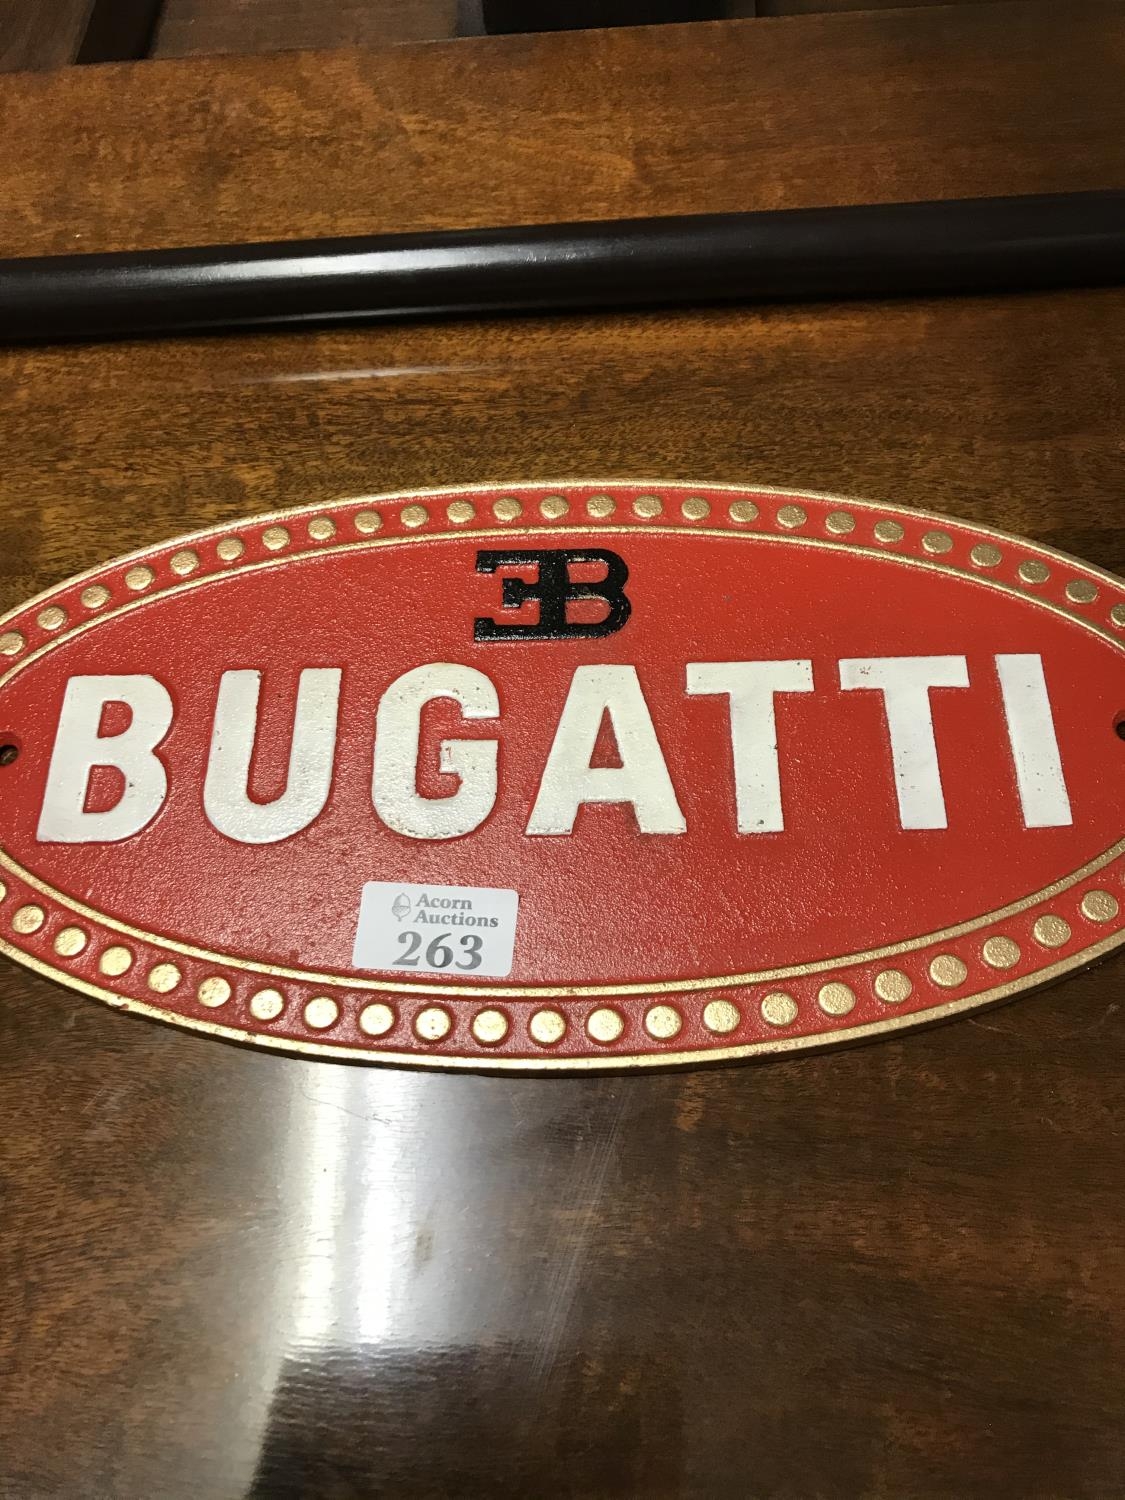 EB
BUGATTI
Acorn
Auctions
263